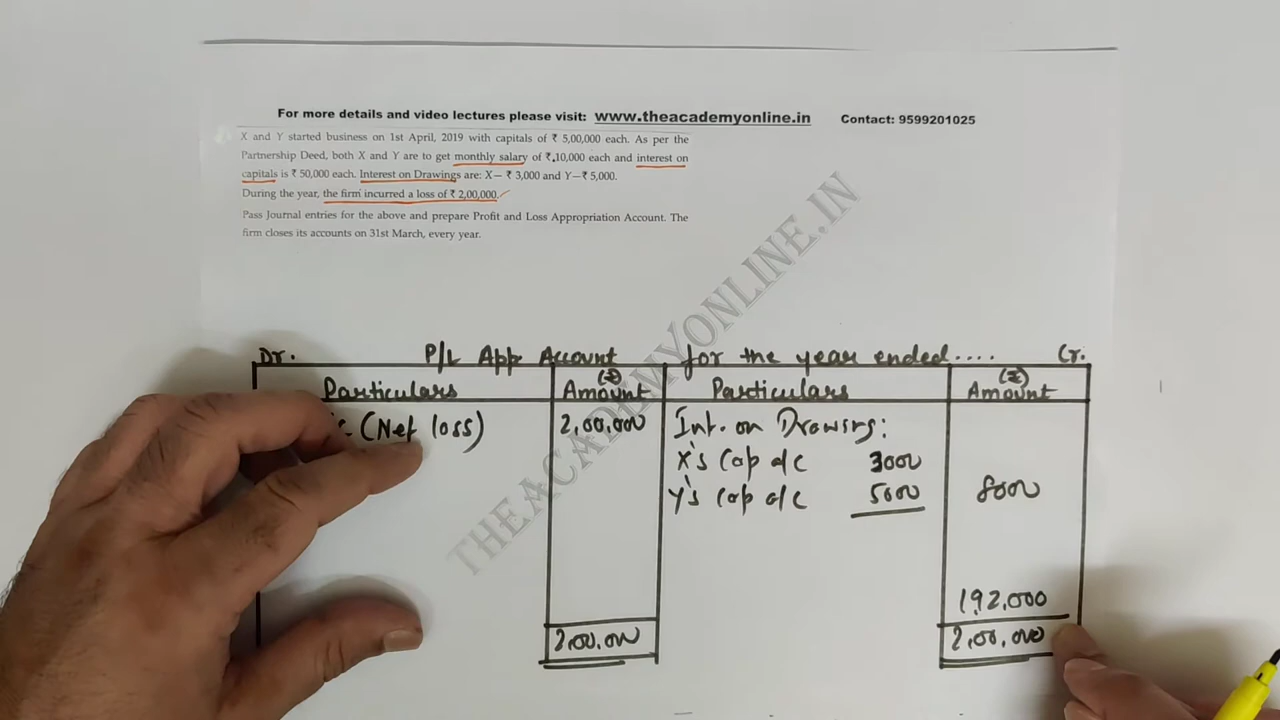 For more details and video lectures please visit: www.theacademyonline.in Contact: 9599201025
X and Y started business on 1st April, 2019 with capitals of ₹ 5,00,000 each. As per the
Partnership Deed, both X and Y are to get monthly salary of ₹ 10,000 each and interest on
capitals is ₹ 50,000 each. Interest on Drawings are: X— ₹ 3,000 and Y—₹ 5,000.
During the year, the firm incurred a loss of ₹ 2,00,000.
Pass Journal entries for the above and prepare Profit and Loss Appropriation Account. The
firm closes its accounts on 31st March, every year.
THEACADEMYONLINE.IN
Dr. P/L App Account for the year ended.... Cr.
Particulars Amount (₹) Particulars Amount (₹)
(Net loss) 2,00,000 Int. on Drawings:
X's Cap a/c 3000
Y's Cap a/c 5000 8000
192,000
2,00,000 2,00,000